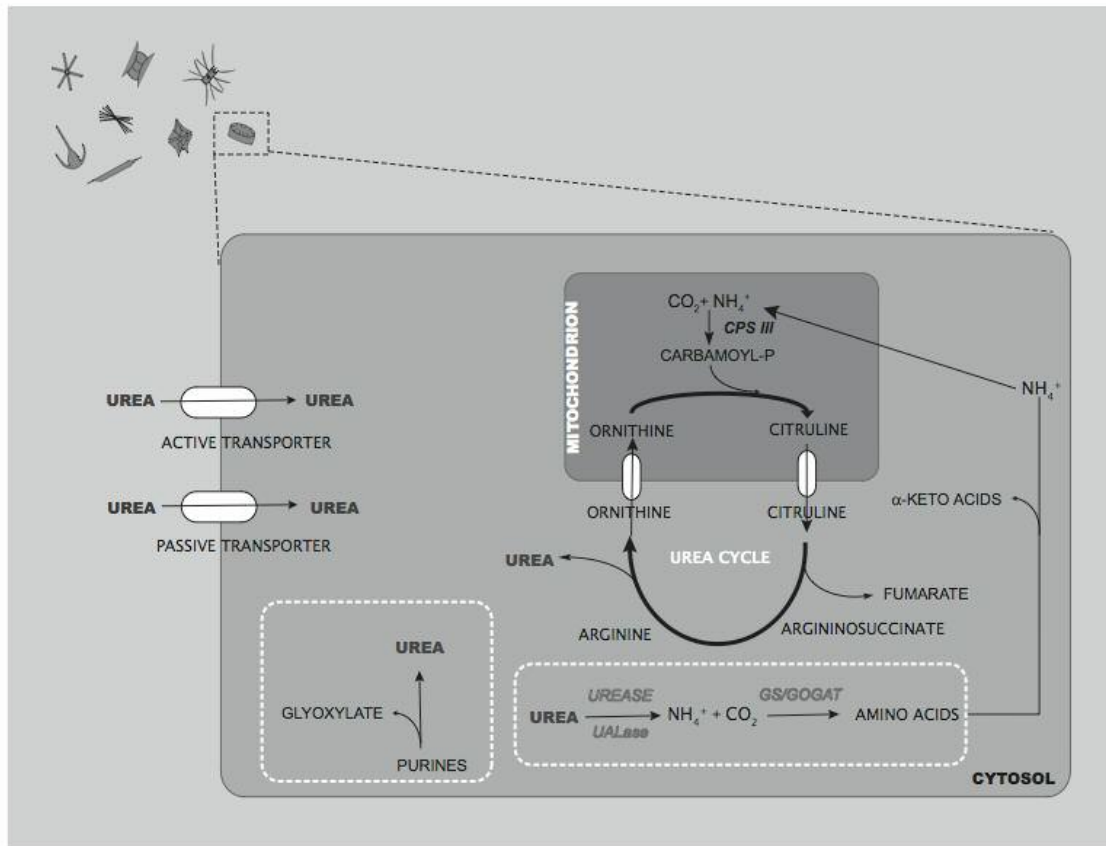 MITOCHONDRION
CO₂+ NH₄⁺
CPS III
CARBAMOYL-P
NH₄⁺
UREA UREA
ACTIVE TRANSPORTER
ORNITHINE CITRULINE
UREA UREA
PASSIVE TRANSPORTER
ORNITHINE CITRULINE
α-KETO ACIDS
UREA CYCLE
UREA
FUMARATE
ARGININE ARGININOSUCCINATE
UREA
GLYOXYLATE
PURINES
UREASE GS/GOGAT
UREA NH₄⁺ + CO₂ AMINO ACIDS
UALase
CYTOSOL